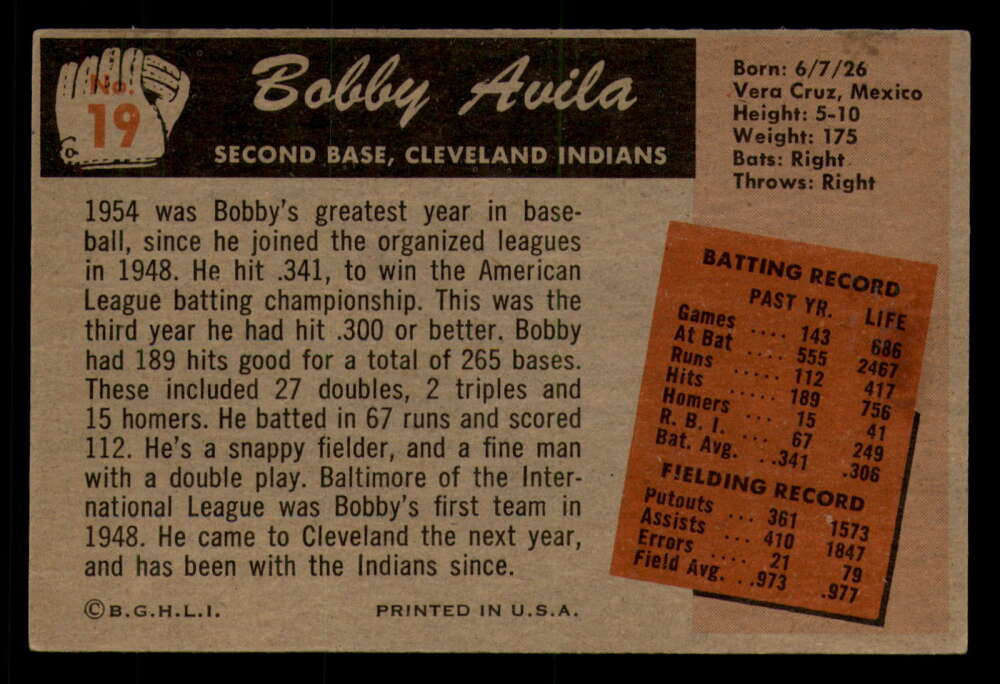 No.
19
Bobby Avila
SECOND BASE, CLEVELAND INDIANS
Born: 6/7/26
Vera Cruz, Mexico
Height: 5-10
Weight: 175
Bats: Right
Throws: Right
1954 was Bobby's greatest year in base-
ball, since he joined the organized leagues
in 1948. He hit .341, to win the American
League batting championship. This was the
third year he had hit .300 or better. Bobby
had 189 hits good for a total of 265 bases.
These included 27 doubles, 2 triples and
15 homers. He batted in 67 runs and scored
112. He's a snappy fielder, and a fine man
with a double play. Baltimore of the Inter-
national League was Bobby's first team in
1948. He came to Cleveland the next year,
and has been with the Indians since.
BATTING RECORD
PAST YR. LIFE
Games .... 143 686
At Bat .... 555 2467
Runs ..... 112 417
Hits ..... 189 756
Homers ... 15 41
R. B. I. ... 67 249
Bat. Avg. ..341 .306
FIELDING RECORD
Putouts ... 361 1573
Assists ... 410 1847
Errors .... 21 79
Field Avg. ..973 .977
©B.G.H.L.I. PRINTED IN U.S.A.